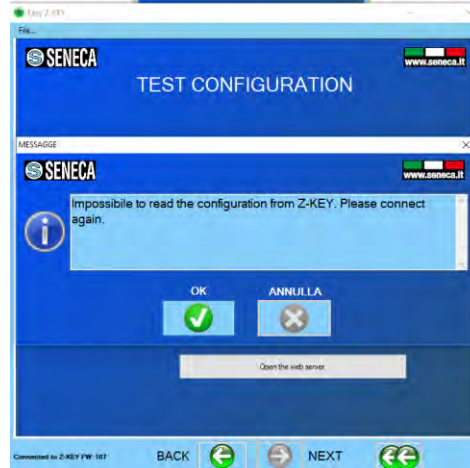 Easy Z-KEY
File...
SENECA
www.seneca.it
TEST CONFIGURATION
MESSAGGE
SENECA
www.seneca.it
Impossibile to read the configuration from Z-KEY. Please connect
again.
OK
ANNULLA
Open the web server
Connected to Z-KEY FW: 107
BACK
NEXT